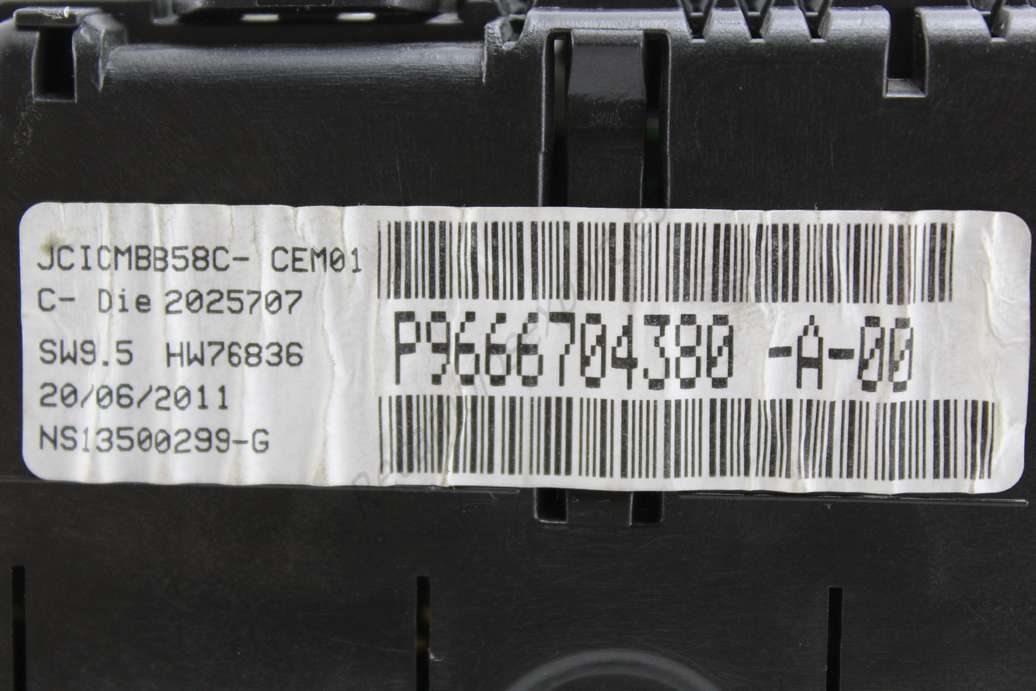 JCICMBB58C- CEM01
C- Die 2025707
SW9.5 HW76836
20/06/2011
NS13500299-G
P9666704380 -A-00